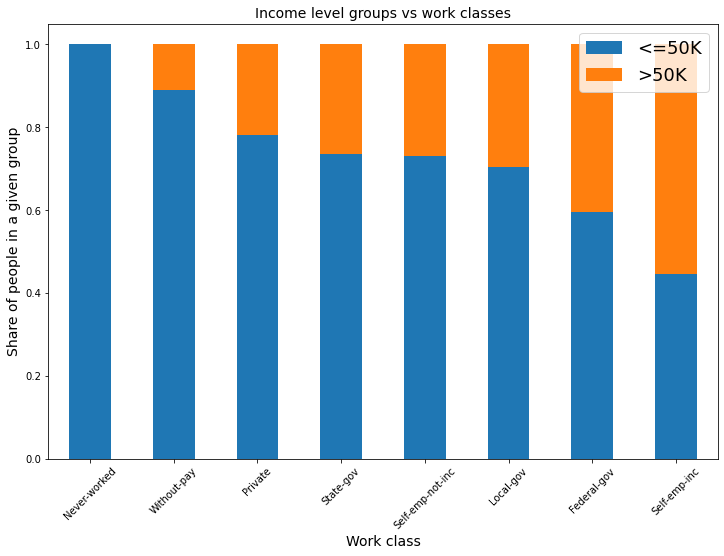 Income level groups vs work classes
<=50K
>50K
Share of people in a given group
1.0
0.8
0.6
0.4
0.2
0.0
Never-worked
Without-pay
Private
State-gov
Self-emp-not-inc
Local-gov
Federal-gov
Self-emp-inc
Work class